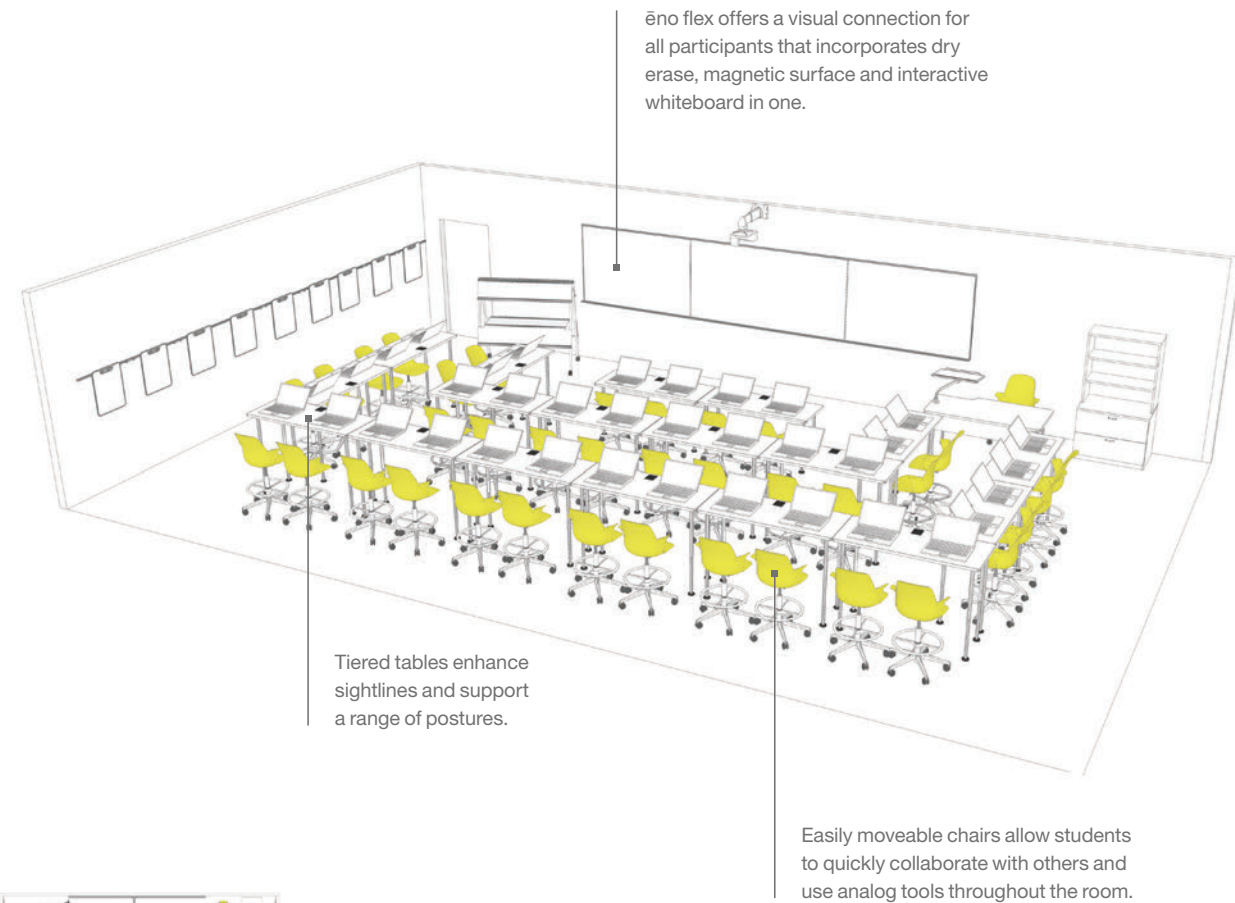 ēno flex offers a visual connection for
all participants that incorporates dry
erase, magnetic surface and interactive
whiteboard in one.
Tiered tables enhance
sightlines and support
a range of postures.
Easily moveable chairs allow students
to quickly collaborate with others and
use analog tools throughout the room.